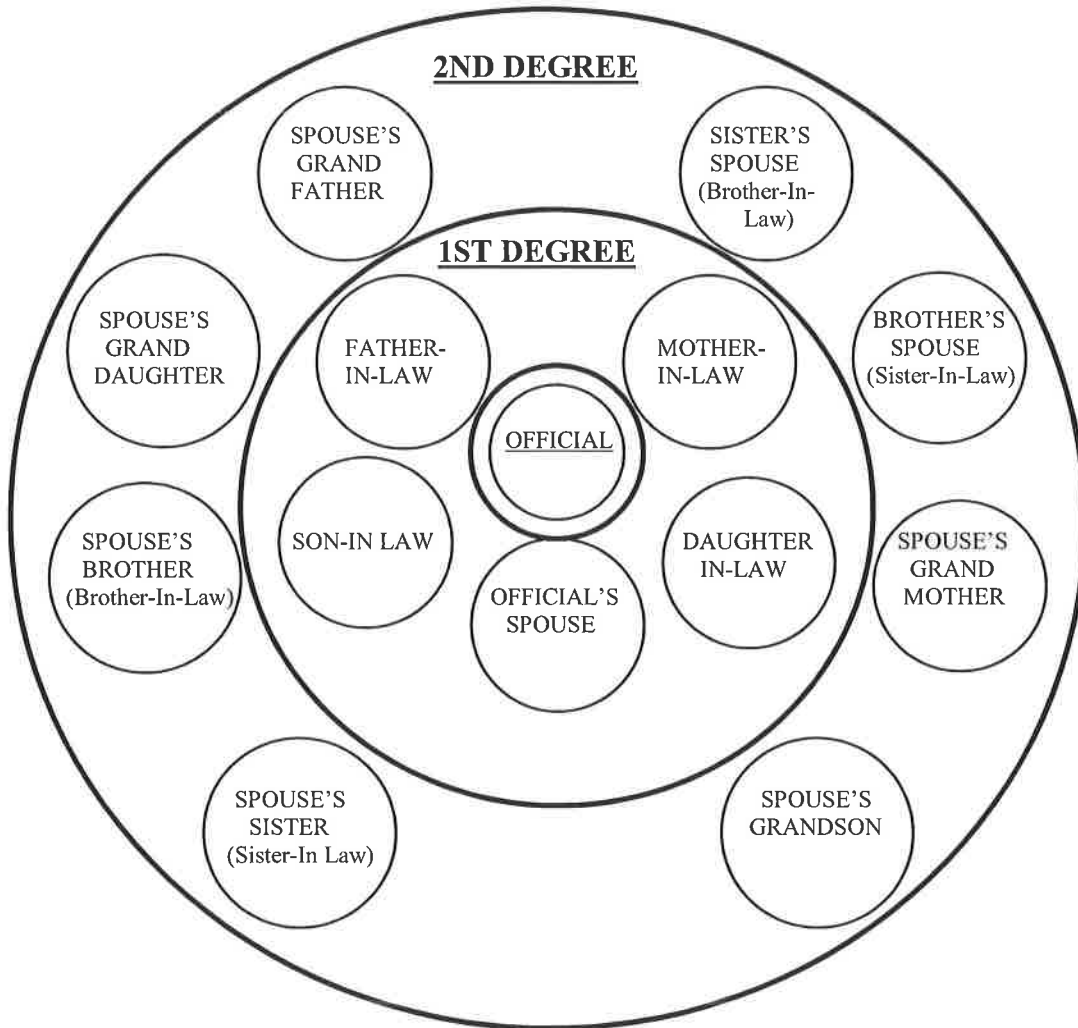 2ND DEGREE
SPOUSE'S
GRAND
FATHER
SISTER'S
SPOUSE
(Brother-In-
Law)
1ST DEGREE
SPOUSE'S
GRAND
DAUGHTER
FATHER-
IN-LAW
MOTHER-
IN-LAW
BROTHER'S
SPOUSE
(Sister-In-Law)
OFFICIAL
SPOUSE'S
BROTHER
(Brother-In-Law)
SON-IN LAW
OFFICIAL'S
SPOUSE
DAUGHTER
IN-LAW
SPOUSE'S
GRAND
MOTHER
SPOUSE'S
SISTER
(Sister-In Law)
SPOUSE'S
GRANDSON